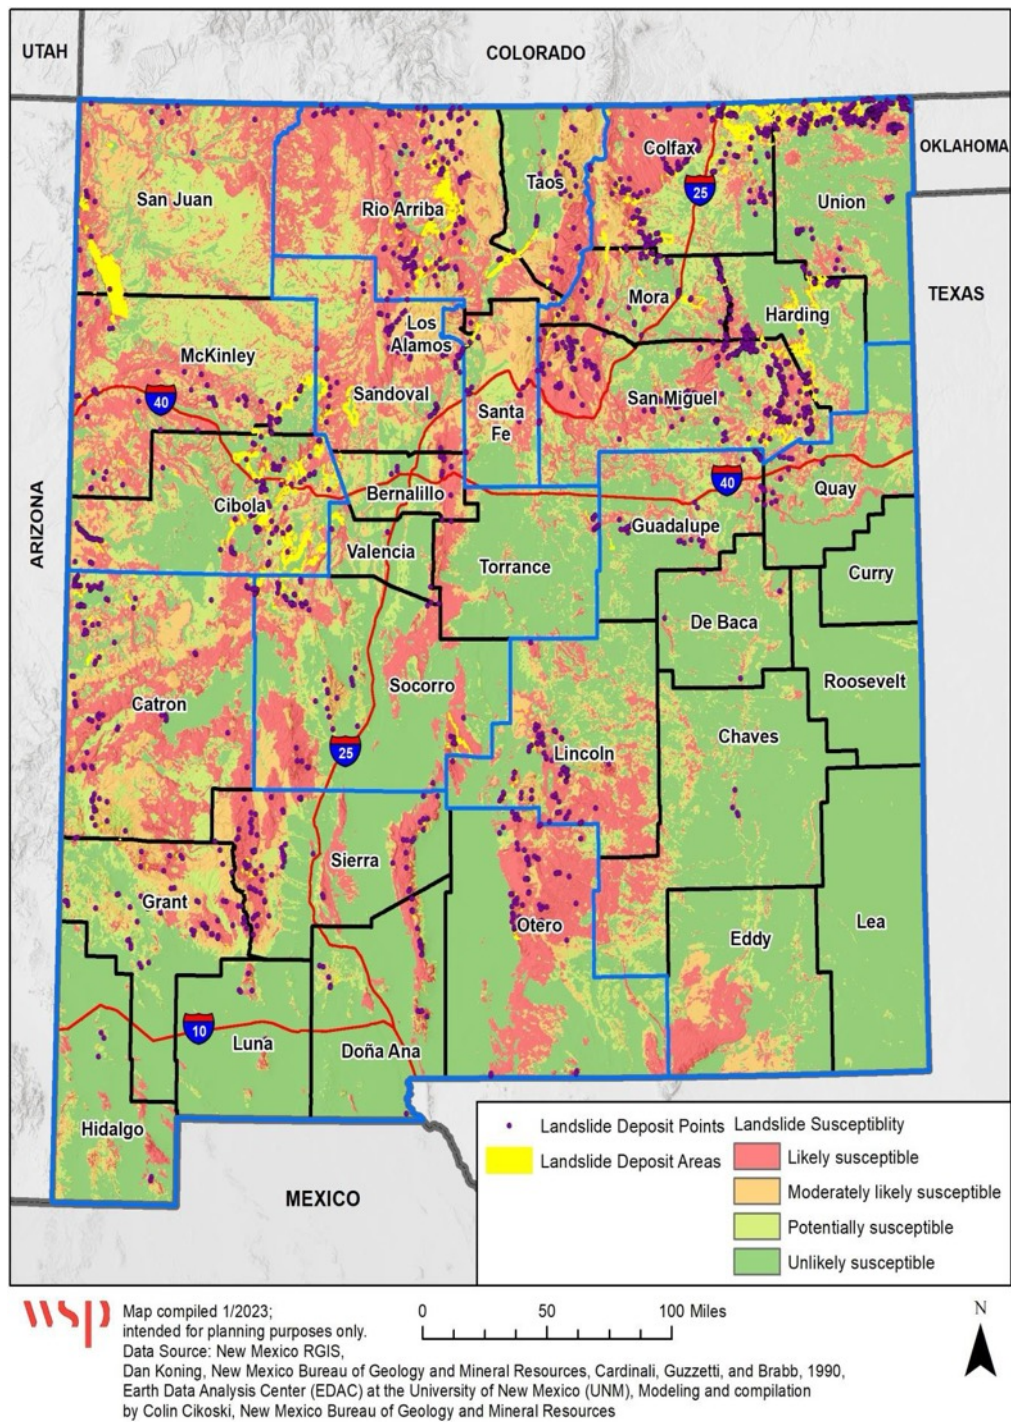 UTAH
COLORADO
OKLAHOMA
San Juan
Rio Arriba
Taos
Colfax
25
Union
TEXAS
Mora
Harding
McKinley
Los
Alamos
40
Sandoval
Santa
Fe
San Miguel
ARIZONA
Cibola
Bernalillo
40
Quay
Guadalupe
Valencia
Torrance
Curry
De Baca
Catron
Socorro
Roosevelt
25
Lincoln
Chaves
Sierra
Grant
Otero
Eddy
Lea
10
Luna
Doña Ana
Hidalgo
MEXICO
Landslide Deposit Points
Landslide Deposit Areas
Landslide Susceptiblity
Likely susceptible
Moderately likely susceptible
Potentially susceptible
Unlikely susceptible
wsp
Map compiled 1/2023;
intended for planning purposes only.
Data Source: New Mexico RGIS,
Dan Koning, New Mexico Bureau of Geology and Mineral Resources, Cardinali, Guzzetti, and Brabb, 1990,
Earth Data Analysis Center (EDAC) at the University of New Mexico (UNM), Modeling and compilation
by Colin Cikoski, New Mexico Bureau of Geology and Mineral Resources
0 50 100 Miles
N